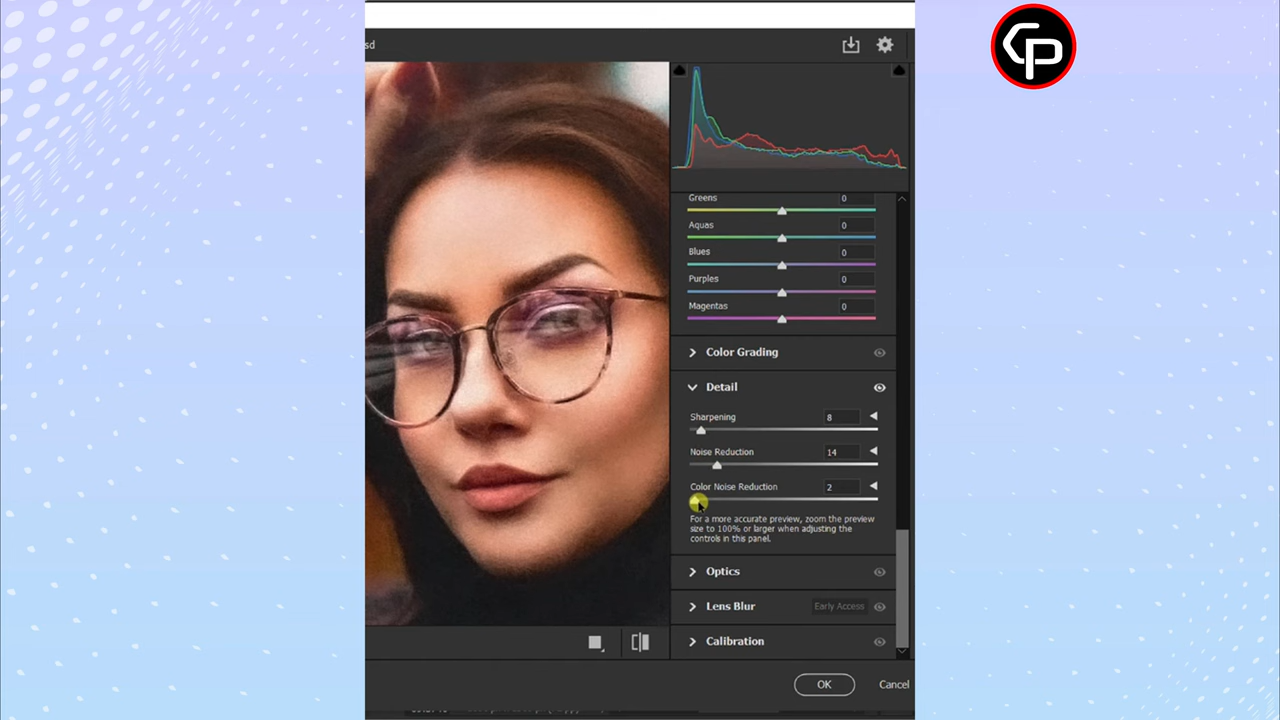 sd
CP
Greens 0
Aquas 0
Blues 0
Purples 0
Magentas 0
Color Grading
Detail
Sharpening 8
Noise Reduction 14
Color Noise Reduction 2
For a more accurate preview, zoom the preview
size to 100% or larger when adjusting the
controls in this panel.
Optics
Lens Blur Early Access
Calibration
OK Cancel